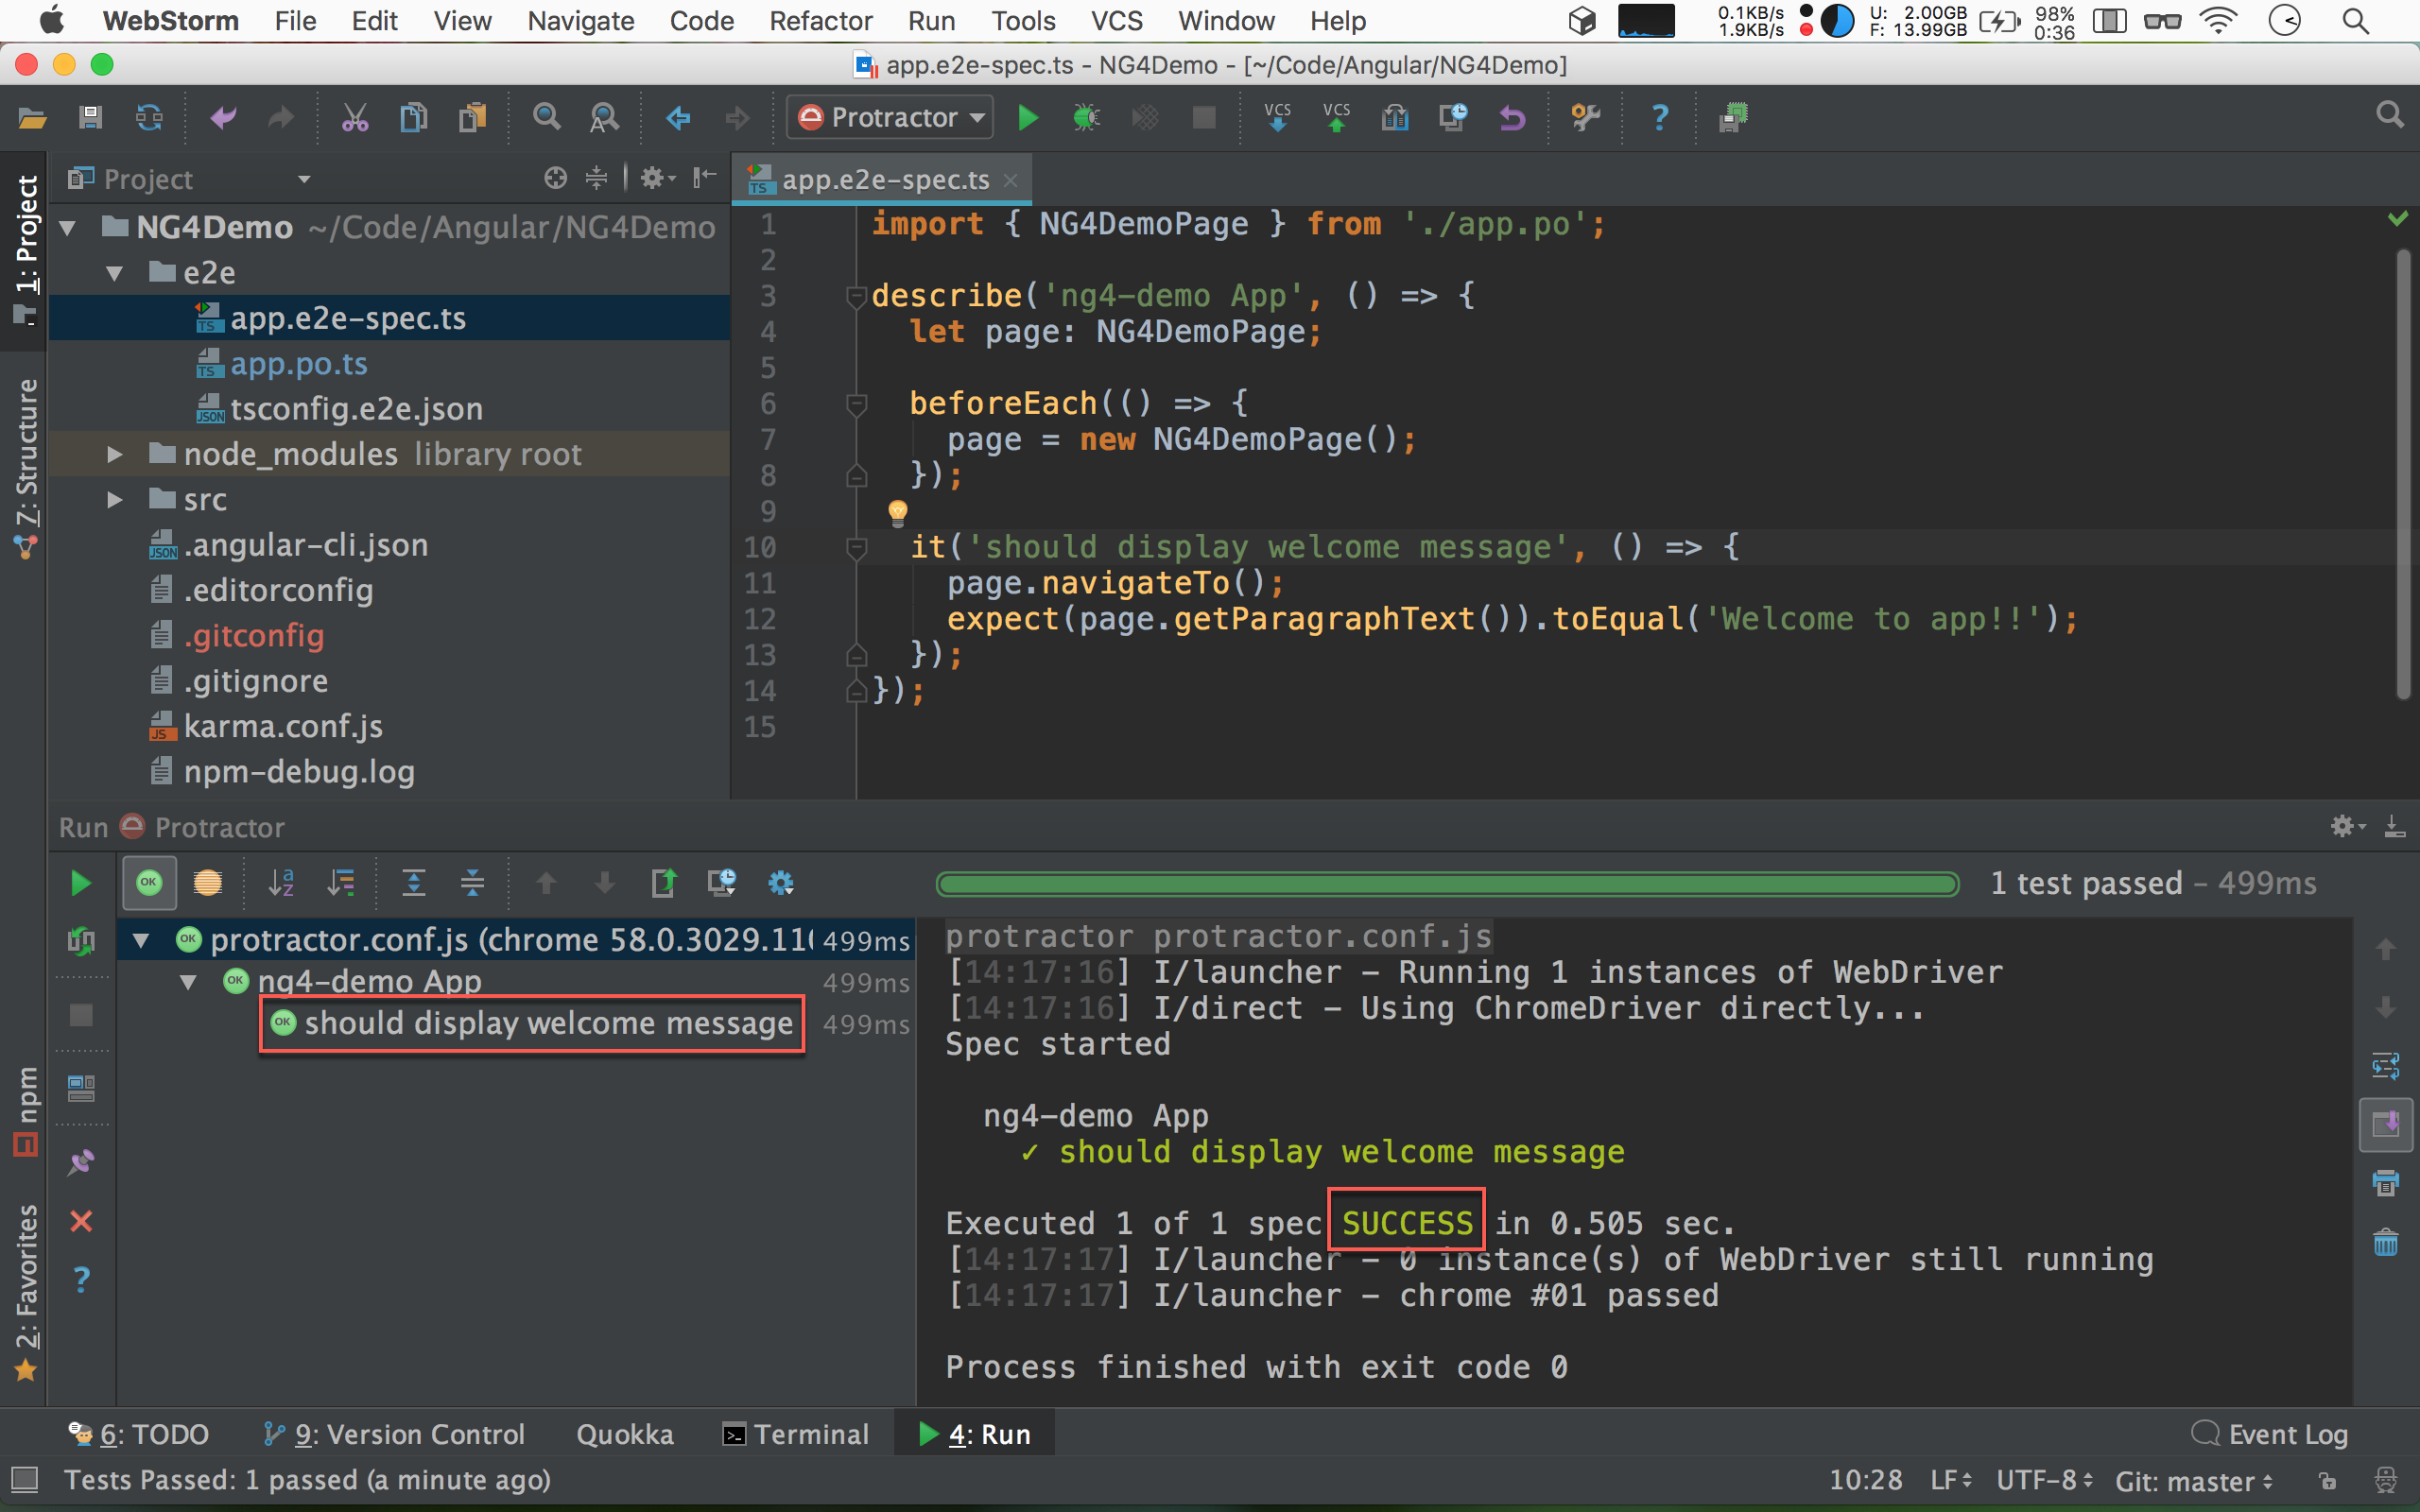 WebStorm File Edit View Navigate Code Refactor Run Tools VCS Window Help
0.1KB/s
1.9KB/s
U: 2.00GB
F: 13.99GB
98%
0:36
app.e2e-spec.ts - NG4Demo - [~/Code/Angular/NG4Demo]
Protractor
VCS
VCS
?
1: Project
Z: Structure
npm
2: Favorites
Project
NG4Demo ~/Code/Angular/NG4Demo
e2e
TS app.e2e-spec.ts
TS app.po.ts
JSON tsconfig.e2e.json
node_modules library root
src
JSON .angular-cli.json
.editorconfig
.gitconfig
.gitignore
JS karma.conf.js
npm-debug.log
TS app.e2e-spec.ts
1 import { NG4DemoPage } from './app.po';
2
3 describe('ng4-demo App', () => {
4 let page: NG4DemoPage;
5
6 beforeEach(() => {
7 page = new NG4DemoPage();
8 });
9
10 it('should display welcome message', () => {
11 page.navigateTo();
12 expect(page.getParagraphText()).toEqual('Welcome to app!!');
13 });
14 });
15
Run Protractor
OK
1 test passed – 499ms
OK protractor.conf.js (chrome 58.0.3029.110 499ms
OK ng4-demo App 499ms
OK should display welcome message 499ms
protractor protractor.conf.js
[14:17:16] I/launcher – Running 1 instances of WebDriver
[14:17:16] I/direct – Using ChromeDriver directly...
Spec started
ng4-demo App
✓ should display welcome message
Executed 1 of 1 spec SUCCESS in 0.505 sec.
[14:17:17] I/launcher – 0 instance(s) of WebDriver still running
[14:17:17] I/launcher – chrome #01 passed
Process finished with exit code 0
?
6: TODO 9: Version Control Quokka Terminal 4: Run Event Log
Tests Passed: 1 passed (a minute ago) 10:28 LF UTF-8 Git: master